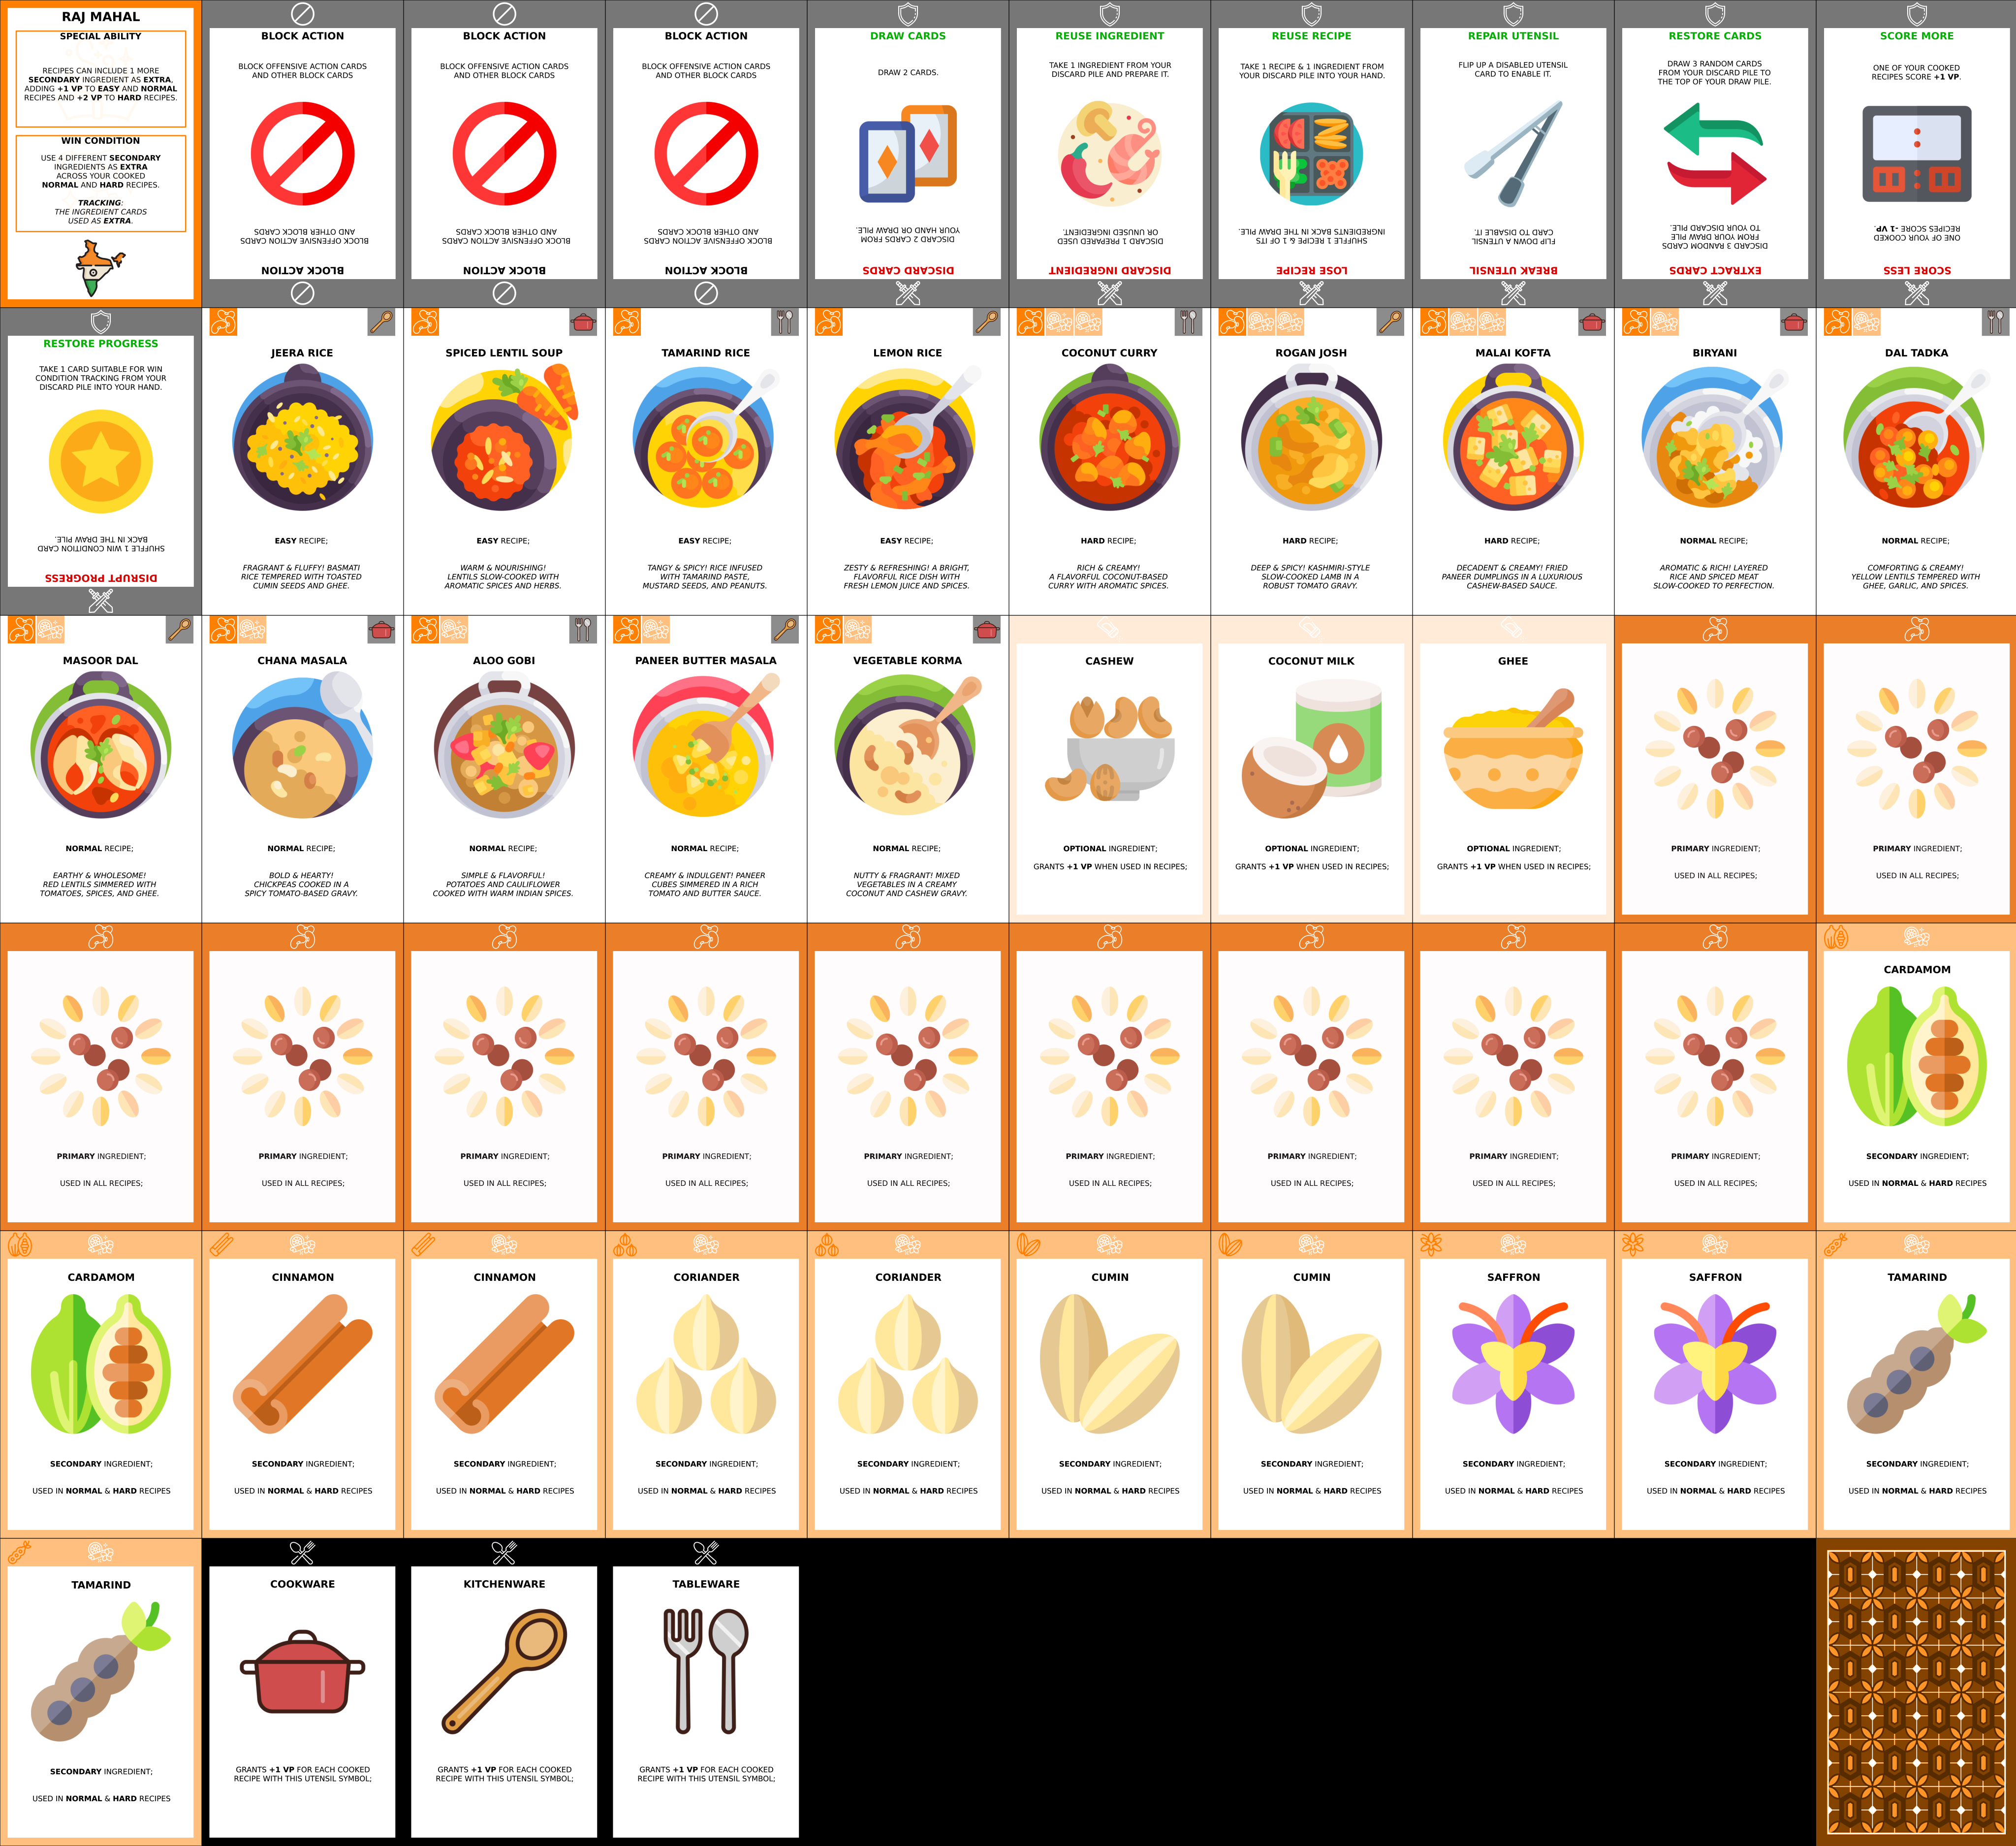 RAJ MAHAL
SPECIAL ABILITY
RECIPES CAN INCLUDE 1 MORE
SECONDARY INGREDIENT AS EXTRA,
ADDING +1 VP TO EASY AND NORMAL
RECIPES AND +2 VP TO HARD RECIPES.
WIN CONDITION
USE 4 DIFFERENT SECONDARY
INGREDIENTS AS EXTRA
ACROSS YOUR COOKED
NORMAL AND HARD RECIPES.
TRACKING:
THE INGREDIENT CARDS
USED AS EXTRA.
BLOCK ACTION
BLOCK OFFENSIVE ACTION CARDS
AND OTHER BLOCK CARDS
BLOCK OFFENSIVE ACTION CARDS
AND OTHER BLOCK CARDS
BLOCK ACTION
BLOCK ACTION
BLOCK OFFENSIVE ACTION CARDS
AND OTHER BLOCK CARDS
BLOCK OFFENSIVE ACTION CARDS
AND OTHER BLOCK CARDS
BLOCK ACTION
BLOCK ACTION
BLOCK OFFENSIVE ACTION CARDS
AND OTHER BLOCK CARDS
BLOCK OFFENSIVE ACTION CARDS
AND OTHER BLOCK CARDS
BLOCK ACTION
DRAW CARDS
DRAW 2 CARDS.
DISCARD 2 CARDS FROM
YOUR HAND OR DRAW PILE.
DISCARD CARDS
REUSE INGREDIENT
TAKE 1 INGREDIENT FROM YOUR
DISCARD PILE AND PREPARE IT.
DISCARD 1 PREPARED USED
OR UNUSED INGREDIENT.
DISCARD INGREDIENT
REUSE RECIPE
TAKE 1 RECIPE & 1 INGREDIENT FROM
YOUR DISCARD PILE INTO YOUR HAND.
SHUFFLE 1 RECIPE & 1 OF ITS
INGREDIENTS BACK IN THE DRAW PILE.
LOSE RECIPE
REPAIR UTENSIL
FLIP UP A DISABLED UTENSIL
CARD TO ENABLE IT.
FLIP DOWN A UTENSIL
CARD TO DISABLE IT.
BREAK UTENSIL
RESTORE CARDS
DRAW 3 RANDOM CARDS
FROM YOUR DISCARD PILE TO
THE TOP OF YOUR DRAW PILE.
DISCARD 3 RANDOM CARDS
FROM YOUR DRAW PILE
TO YOUR DISCARD PILE.
EXTRACT CARDS
SCORE MORE
ONE OF YOUR COOKED
RECIPES SCORE +1 VP.
ONE OF YOUR COOKED
RECIPES SCORE -1 VP.
SCORE LESS
RESTORE PROGRESS
TAKE 1 CARD SUITABLE FOR WIN
CONDITION TRACKING FROM YOUR
DISCARD PILE INTO YOUR HAND.
SHUFFLE 1 WIN CONDITION CARD
BACK IN THE DRAW PILE.
DISRUPT PROGRESS
JEERA RICE
EASY RECIPE;
FRAGRANT & FLUFFY! BASMATI
RICE TEMPERED WITH TOASTED
CUMIN SEEDS AND GHEE.
SPICED LENTIL SOUP
EASY RECIPE;
WARM & NOURISHING!
LENTILS SLOW-COOKED WITH
AROMATIC SPICES AND HERBS.
TAMARIND RICE
EASY RECIPE;
TANGY & SPICY! RICE INFUSED
WITH TAMARIND PASTE,
MUSTARD SEEDS, AND PEANUTS.
LEMON RICE
EASY RECIPE;
ZESTY & REFRESHING! A BRIGHT,
FLAVORFUL RICE DISH WITH
FRESH LEMON JUICE AND SPICES.
COCONUT CURRY
HARD RECIPE;
RICH & CREAMY!
A FLAVORFUL COCONUT-BASED
CURRY WITH AROMATIC SPICES.
ROGAN JOSH
HARD RECIPE;
DEEP & SPICY! KASHMIRI-STYLE
SLOW-COOKED LAMB IN A
ROBUST TOMATO GRAVY.
MALAI KOFTA
HARD RECIPE;
DECADENT & CREAMY! FRIED
PANEER DUMPLINGS IN A LUXURIOUS
CASHEW-BASED SAUCE.
BIRYANI
NORMAL RECIPE;
AROMATIC & RICH! LAYERED
RICE AND SPICED MEAT
SLOW-COOKED TO PERFECTION.
DAL TADKA
NORMAL RECIPE;
COMFORTING & CREAMY!
YELLOW LENTILS TEMPERED WITH
GHEE, GARLIC, AND SPICES.
MASOOR DAL
NORMAL RECIPE;
EARTHY & WHOLESOME!
RED LENTILS SIMMERED WITH
TOMATOES, SPICES, AND GHEE.
CHANA MASALA
NORMAL RECIPE;
BOLD & HEARTY!
CHICKPEAS COOKED IN A
SPICY TOMATO-BASED GRAVY.
ALOO GOBI
NORMAL RECIPE;
SIMPLE & FLAVORFUL!
POTATOES AND CAULIFLOWER
COOKED WITH WARM INDIAN SPICES.
PANEER BUTTER MASALA
NORMAL RECIPE;
CREAMY & INDULGENT! PANEER
CUBES SIMMERED IN A RICH
TOMATO AND BUTTER SAUCE.
VEGETABLE KORMA
NORMAL RECIPE;
NUTTY & FRAGRANT! MIXED
VEGETABLES IN A CREAMY
COCONUT AND CASHEW GRAVY.
CASHEW
OPTIONAL INGREDIENT;
GRANTS +1 VP WHEN USED IN RECIPES;
COCONUT MILK
OPTIONAL INGREDIENT;
GRANTS +1 VP WHEN USED IN RECIPES;
GHEE
OPTIONAL INGREDIENT;
GRANTS +1 VP WHEN USED IN RECIPES;
PRIMARY INGREDIENT;
USED IN ALL RECIPES;
PRIMARY INGREDIENT;
USED IN ALL RECIPES;
PRIMARY INGREDIENT;
USED IN ALL RECIPES;
PRIMARY INGREDIENT;
USED IN ALL RECIPES;
PRIMARY INGREDIENT;
USED IN ALL RECIPES;
PRIMARY INGREDIENT;
USED IN ALL RECIPES;
PRIMARY INGREDIENT;
USED IN ALL RECIPES;
PRIMARY INGREDIENT;
USED IN ALL RECIPES;
PRIMARY INGREDIENT;
USED IN ALL RECIPES;
PRIMARY INGREDIENT;
USED IN ALL RECIPES;
PRIMARY INGREDIENT;
USED IN ALL RECIPES;
CARDAMOM
SECONDARY INGREDIENT;
USED IN NORMAL & HARD RECIPES
CARDAMOM
SECONDARY INGREDIENT;
USED IN NORMAL & HARD RECIPES
CINNAMON
SECONDARY INGREDIENT;
USED IN NORMAL & HARD RECIPES
CINNAMON
SECONDARY INGREDIENT;
USED IN NORMAL & HARD RECIPES
CORIANDER
SECONDARY INGREDIENT;
USED IN NORMAL & HARD RECIPES
CORIANDER
SECONDARY INGREDIENT;
USED IN NORMAL & HARD RECIPES
CUMIN
SECONDARY INGREDIENT;
USED IN NORMAL & HARD RECIPES
CUMIN
SECONDARY INGREDIENT;
USED IN NORMAL & HARD RECIPES
SAFFRON
SECONDARY INGREDIENT;
USED IN NORMAL & HARD RECIPES
SAFFRON
SECONDARY INGREDIENT;
USED IN NORMAL & HARD RECIPES
TAMARIND
SECONDARY INGREDIENT;
USED IN NORMAL & HARD RECIPES
TAMARIND
SECONDARY INGREDIENT;
USED IN NORMAL & HARD RECIPES
COOKWARE
GRANTS +1 VP FOR EACH COOKED
RECIPE WITH THIS UTENSIL SYMBOL;
KITCHENWARE
GRANTS +1 VP FOR EACH COOKED
RECIPE WITH THIS UTENSIL SYMBOL;
TABLEWARE
GRANTS +1 VP FOR EACH COOKED
RECIPE WITH THIS UTENSIL SYMBOL;